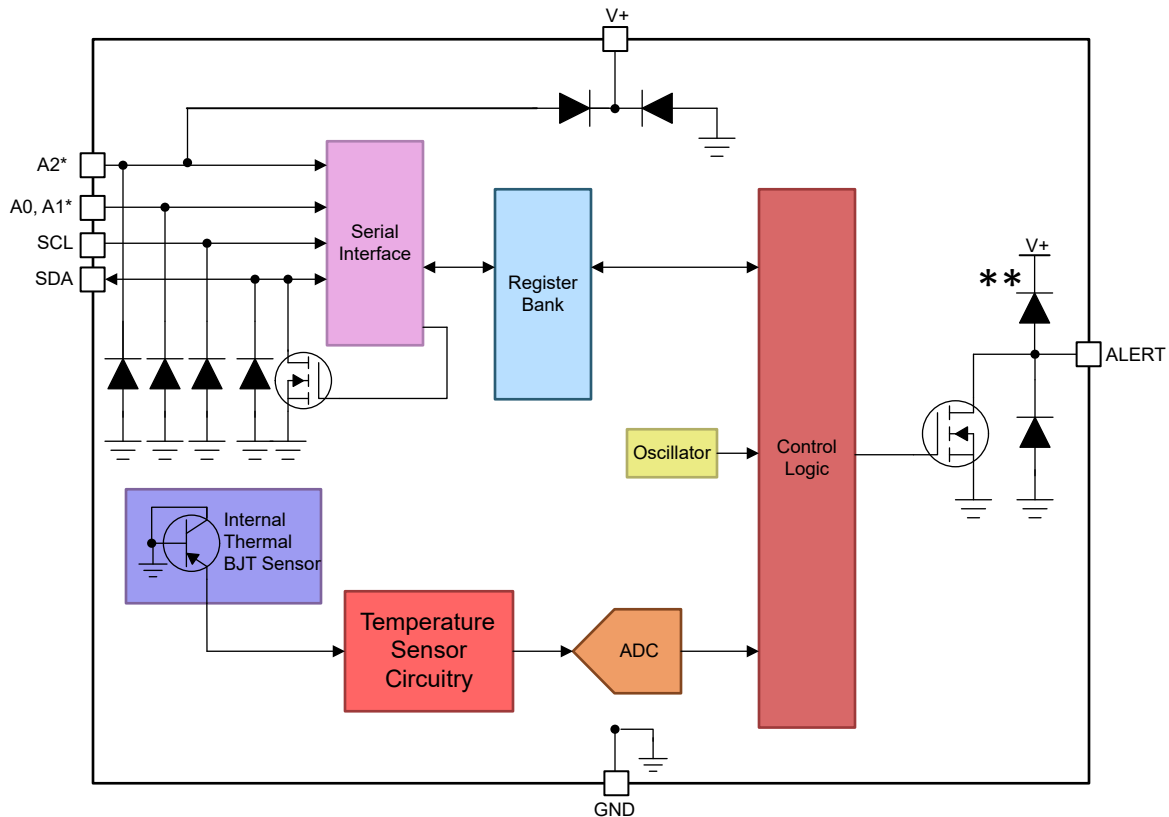 V+
A2*
A0, A1*
SCL
SDA
Serial
Interface
Register
Bank
V+
**
ALERT
Oscillator
Control
Logic
Internal
Thermal
BJT Sensor
Temperature
Sensor
Circuitry
ADC
GND